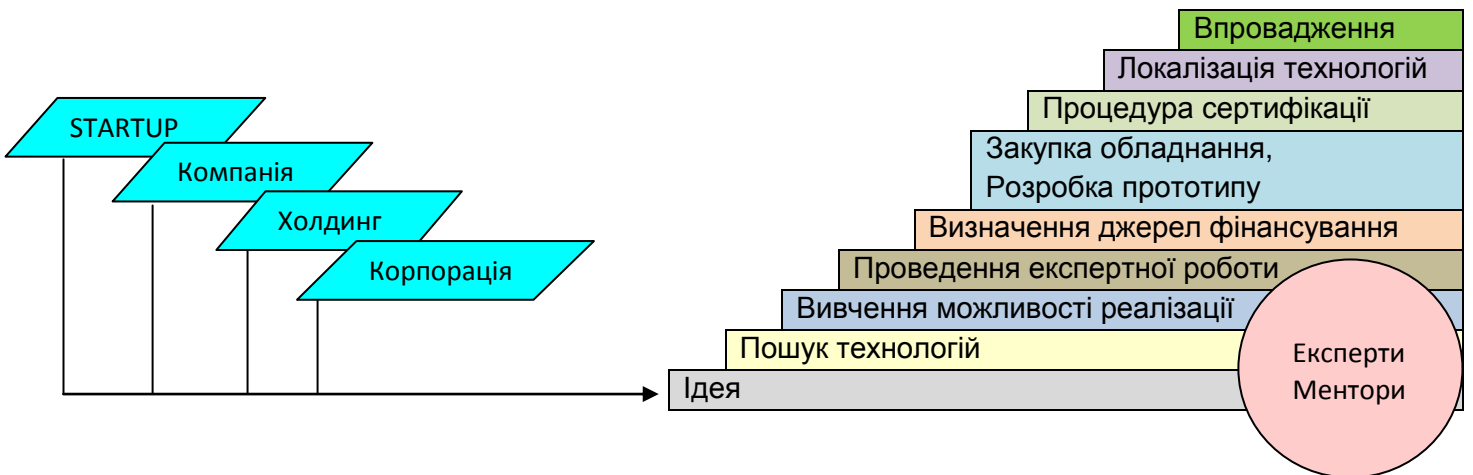 STARTUP
Компанія
Холдинг
Корпорація
Впровадження
Локалізація технологій
Процедура сертифікації
Закупка обладнання,
Розробка прототипу
Визначення джерел фінансування
Проведення експертної роботи
Вивчення можливості реалізації
Пошук технологій
Ідея
Експерти
Ментори